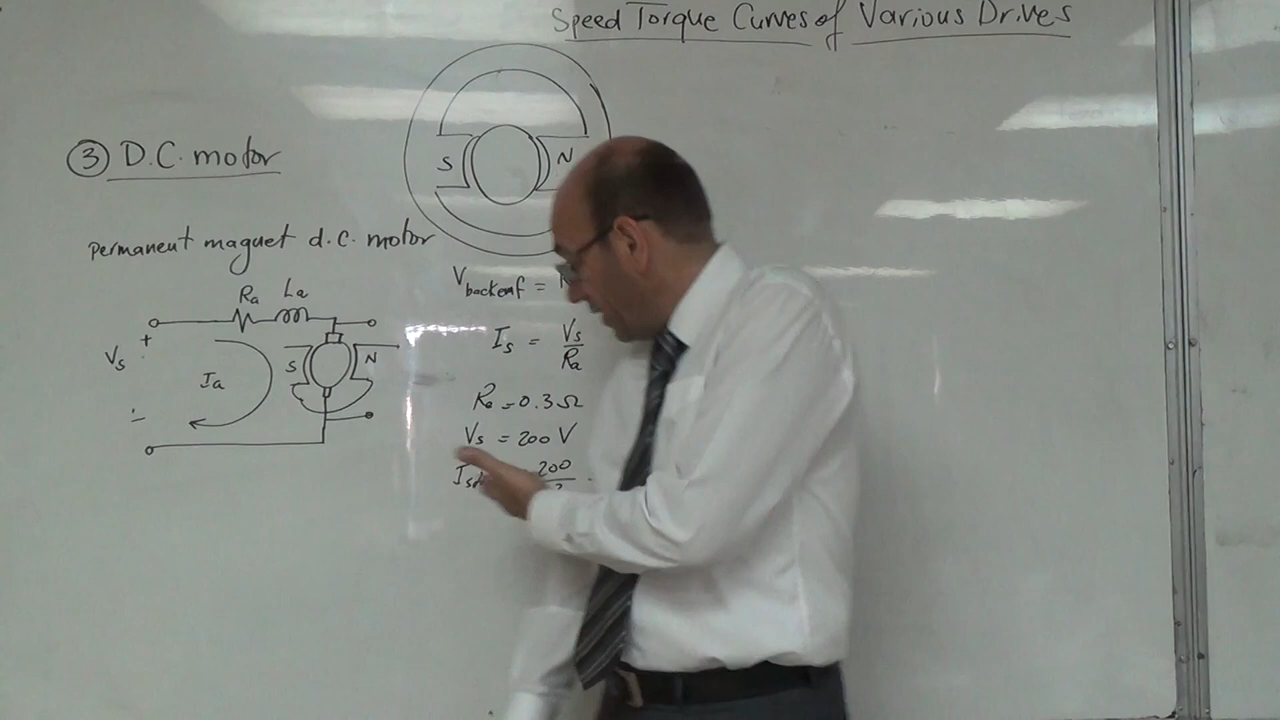 Speed Torque Curves of Various Drives
③ D.C. motor
S N
permanent magnet d.c. motor
Ra La
+
Vs
S N
Ia
-
V backemf =
Is = Vs / Ra
Ra = 0.3 Ω
Vs = 200 V
200